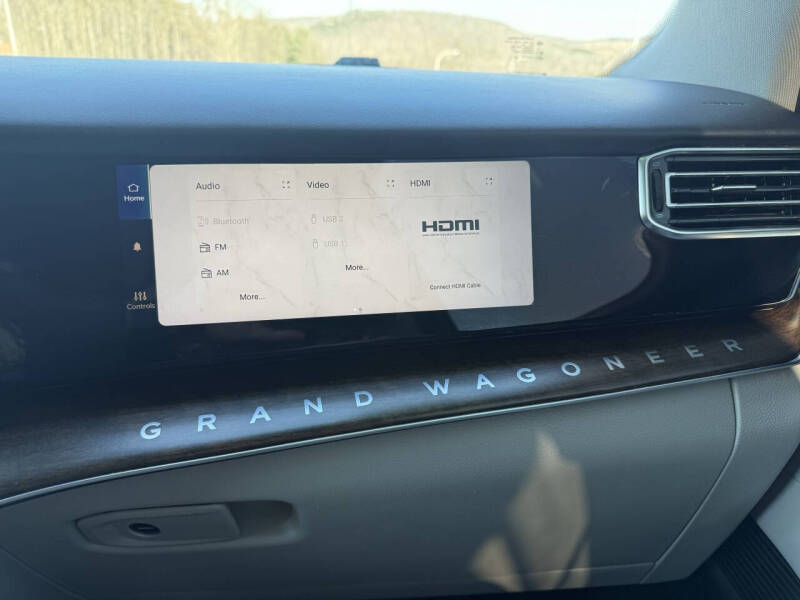 Home
Controls
Audio
Bluetooth
FM
AM
More...
Video
USB 2
USB 1
More...
HDMI
HDMI
Connect HDMI Cable
GRAND WAGONEER